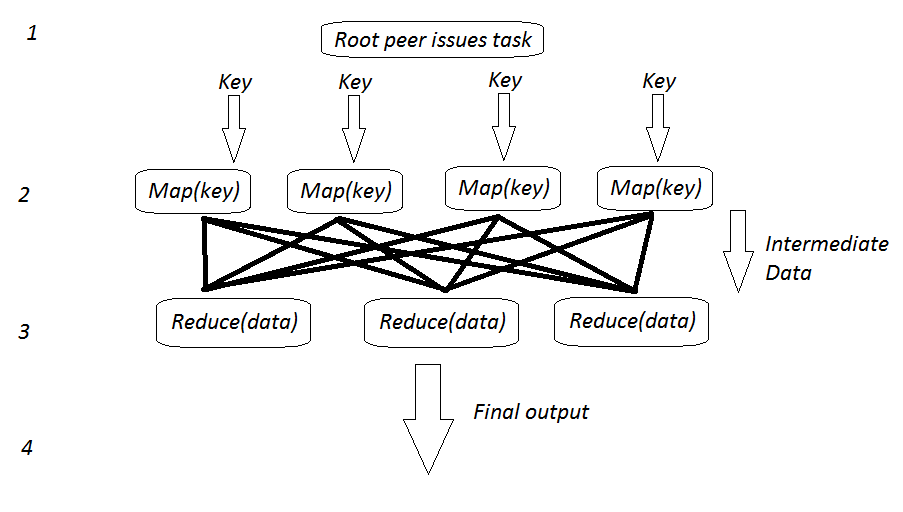 1
Root peer issues task
Key Key Key Key
2
Map(key) Map(key) Map(key) Map(key)
Intermediate
Data
3
Reduce(data) Reduce(data) Reduce(data)
Final output
4